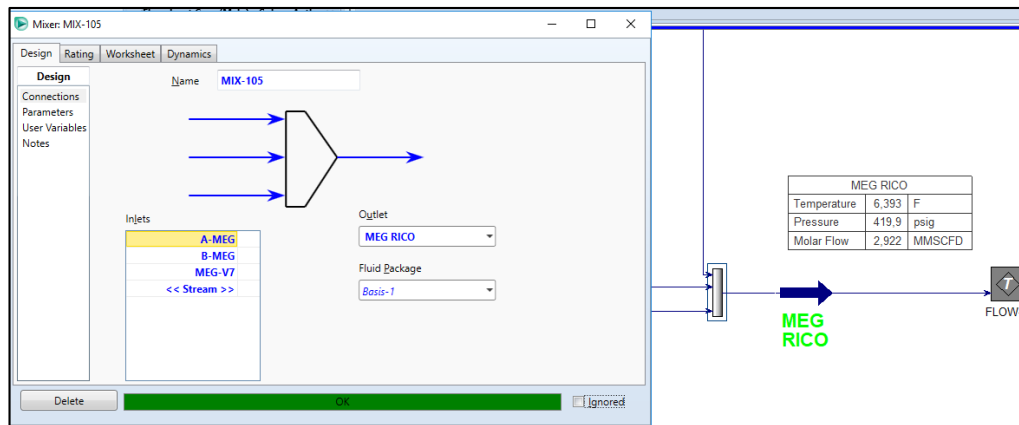 Mixer: MIX-105
Design Rating Worksheet Dynamics
Design
Connections
Parameters
User Variables
Notes
Name MIX-105
Inlets
A-MEG
B-MEG
MEG-V7
<< Stream >>
Outlet
MEG RICO
Fluid Package
Basis-1
Delete
OK
Ignored
MEG RICO
Temperature 6,393 F
Pressure 419,9 psig
Molar Flow 2,922 MMSCFD
MEG
RICO
T
FLOW